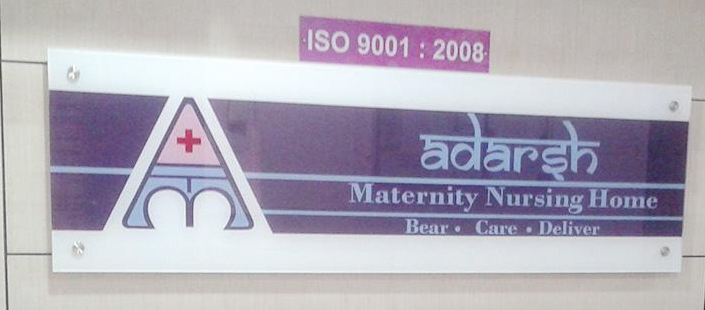 ISO 9001 : 2008
adarsh
Maternity Nursing Home
Bear • Care • Deliver